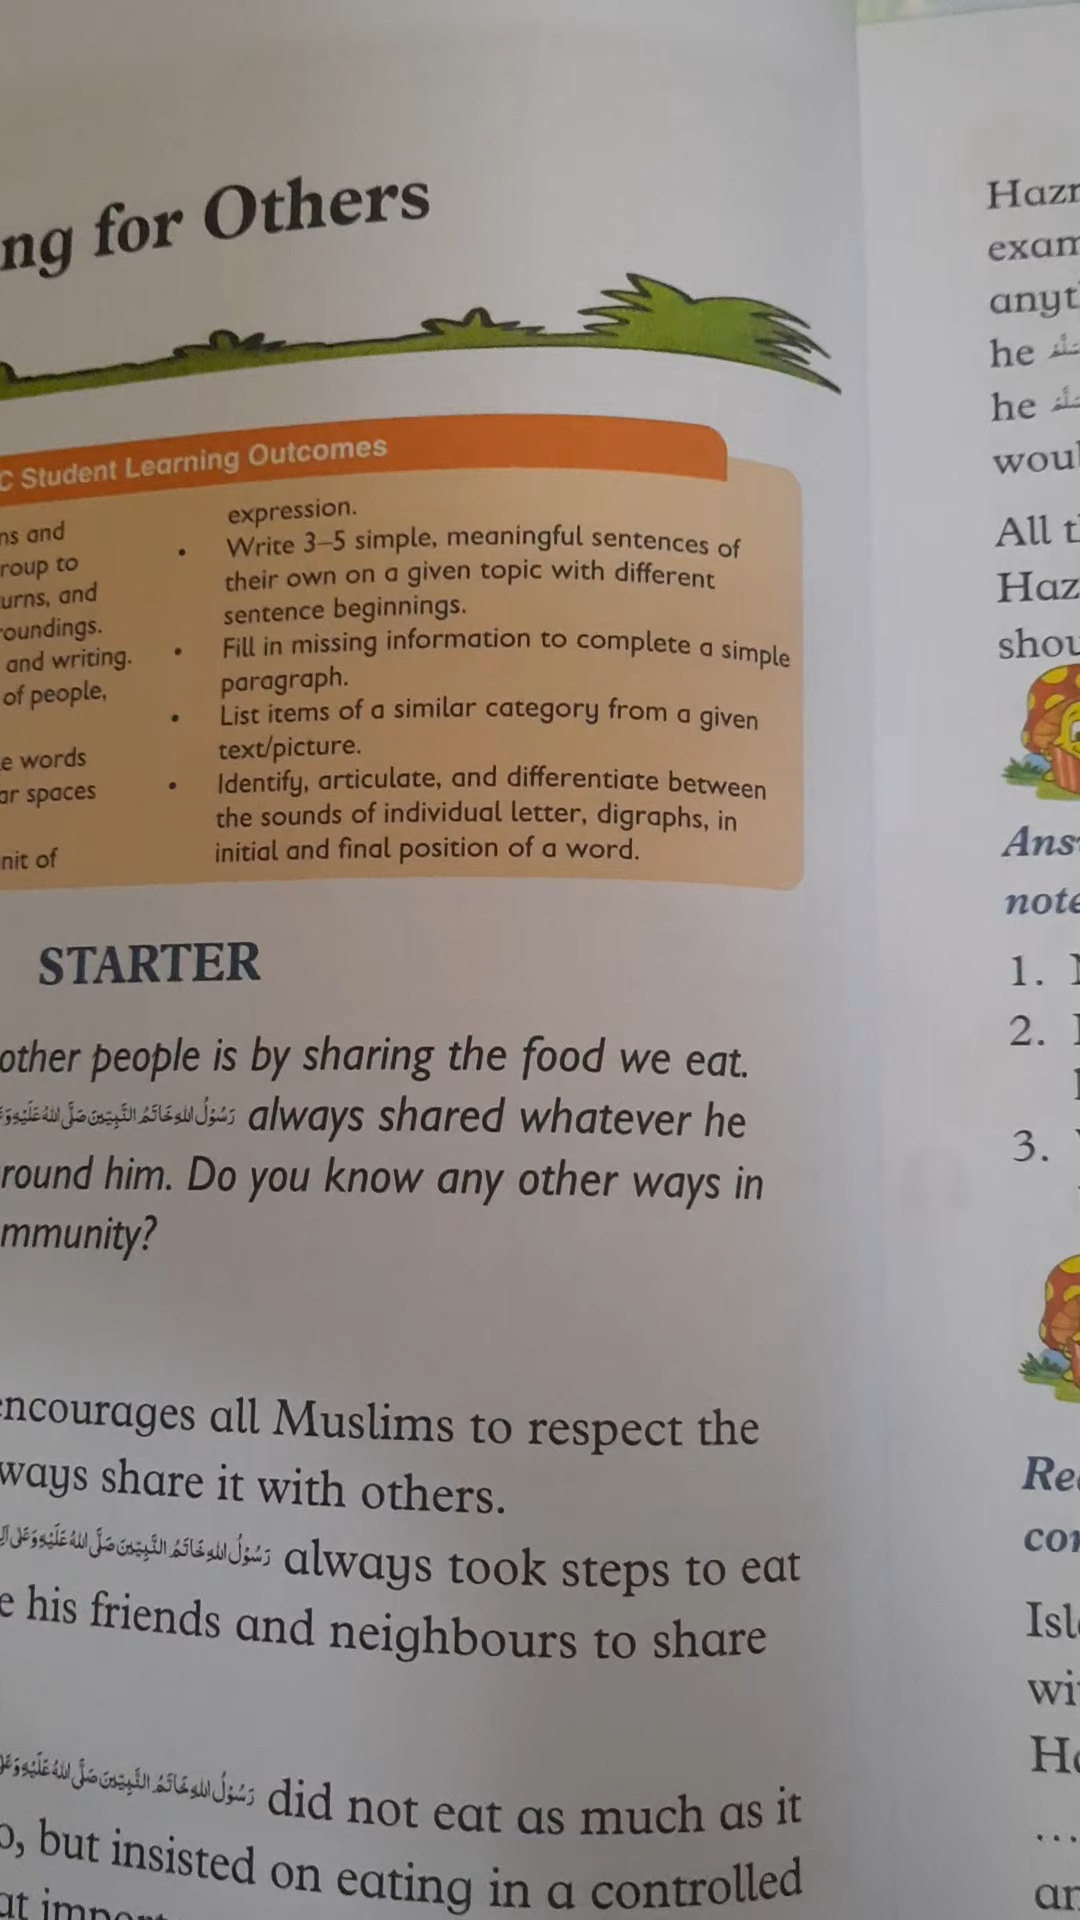 ng for Others
C Student Learning Outcomes
ns and
roup to
urns, and
roundings.
and writing.
of people,
e words
ar spaces
nit of
expression.
• Write 3–5 simple, meaningful sentences of
their own on a given topic with different
sentence beginnings.
• Fill in missing information to complete a simple
paragraph.
• List items of a similar category from a given
text/picture.
• Identify, articulate, and differentiate between
the sounds of individual letter, digraphs, in
initial and final position of a word.
STARTER
other people is by sharing the food we eat.
رَسُوْلُ اللهِ خَاتَمُ النَّبِيّٖنَ صَلَّى اللهُ عَلَيْهِ always shared whatever he
round him. Do you know any other ways in
mmunity?
encourages all Muslims to respect the
ways share it with others.
رَسُوْلُ اللهِ خَاتَمُ النَّبِيّٖنَ صَلَّى اللهُ عَلَيْهِ وَعَلٰى always took steps to eat
e his friends and neighbours to share
رَسُوْلُ اللهِ خَاتَمُ النَّبِيّٖنَ صَلَّى اللهُ عَلَيْهِ did not eat as much as it
o, but insisted on eating in a controlled
at
Hazr
exam
anyt
he
he
woul
All t
Haz
shou
Ans
note
1.
2.
3.
Re
con
Isl
wi
Ha
...
an